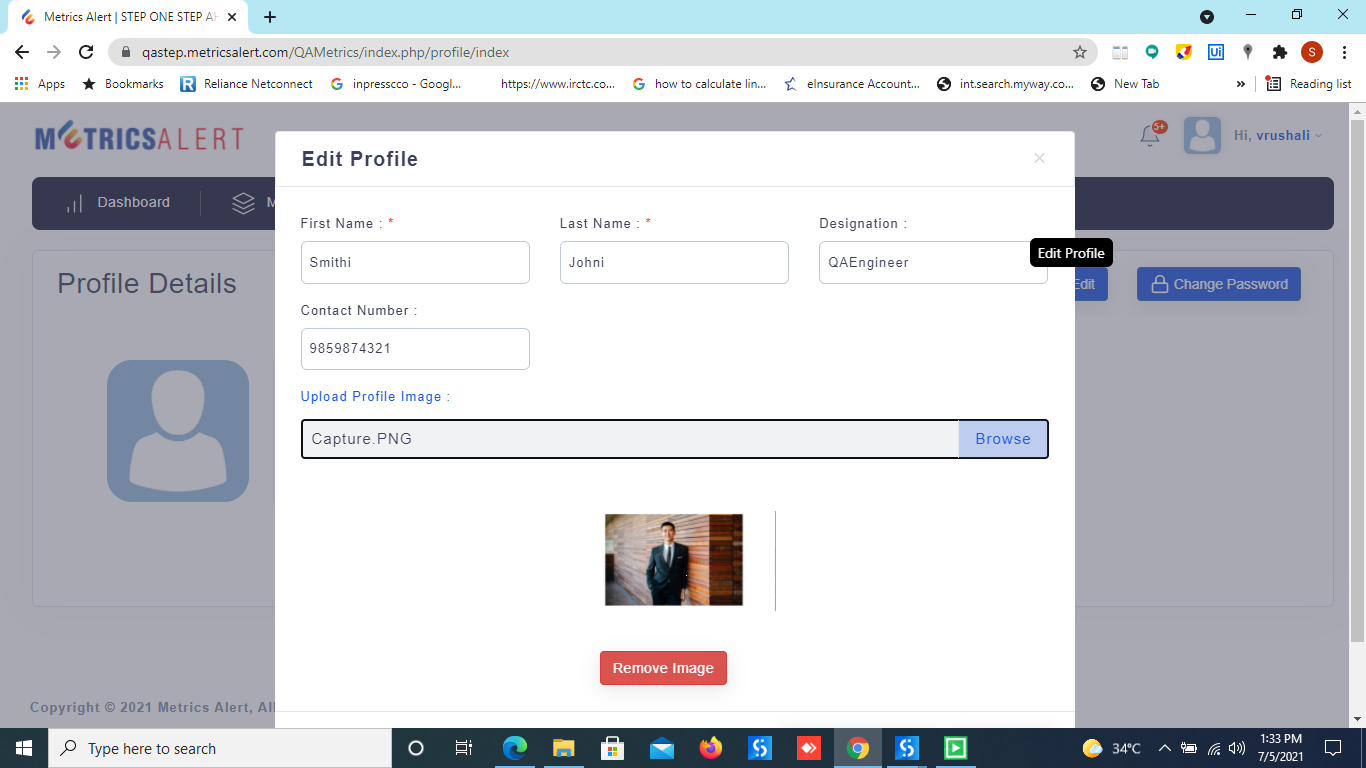 Metrics Alert | STEP ONE STEP AH
qastep.metricsalert.com/QAMetrics/index.php/profile/index
S
Apps
Bookmarks
Reliance Netconnect
inpresscco - Googl...
https://www.irctc.co...
how to calculate lin...
eInsurance Account...
int.search.myway.co...
New Tab
»
Reading list
METRICSALERT
5+
Hi, vrushali
Edit Profile
×
Dashboard
M
First Name : *
Last Name : *
Designation :
Smithi
Johni
QAEngineer
Edit Profile
Profile Details
Edit
Change Password
Contact Number :
9859874321
Upload Profile Image :
Capture.PNG
Browse
Remove Image
Copyright © 2021 Metrics Alert, All
Type here to search
34°C
1:33 PM
7/5/2021